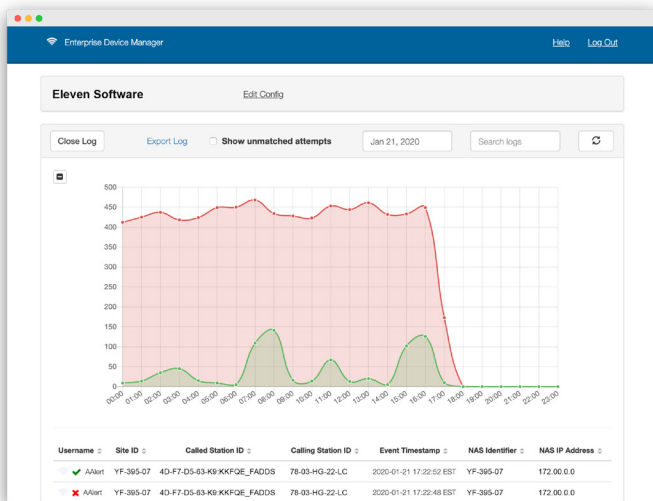 Enterprise Device Manager Help Log Out
Eleven Software Edit Config
Close Log Export Log Show unmatched attempts Jan 21, 2020 Search logs
500
450
400
350
300
250
200
150
100
50
0
00:00 01:00 02:00 03:00 04:00 05:00 06:00 07:00 08:00 09:00 10:00 11:00 12:00 13:00 14:00 15:00 16:00 17:00 18:00 19:00 20:00 21:00 22:00 23:00
Username Site ID Called Station ID Calling Station ID Event Timestamp NAS Identifier NAS IP Address
AAlert YF-395-07 4D-F7-D5-63-K9:KKFQE_FADDS 78-03-HG-22-LC 2020-01-21 17:22:52 EST YF-395-07 172.00.0.0
AAlert YF-395-07 4D-F7-D5-63-K9:KKFQE_FADDS 78-03-HG-22-LC 2020-01-21 17:22:48 EST YF-395-07 172.00.0.0